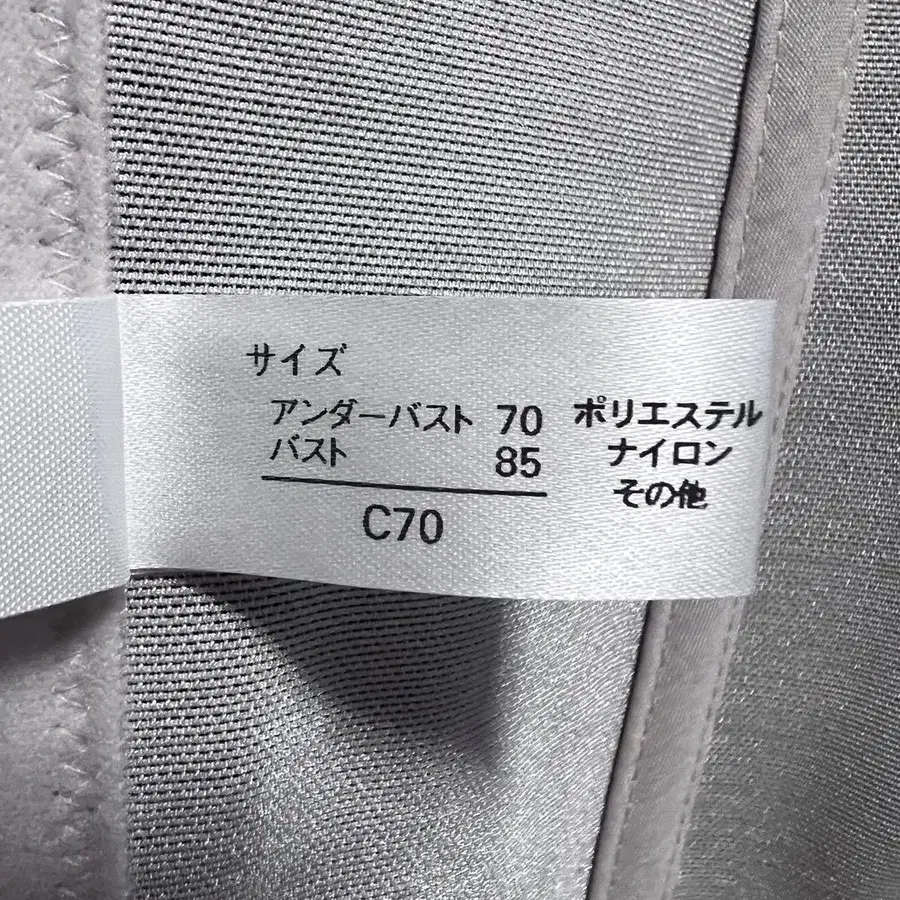 サイズ
アンダーバスト 70
バスト 85
C70
ポリエステル
ナイロン
その他